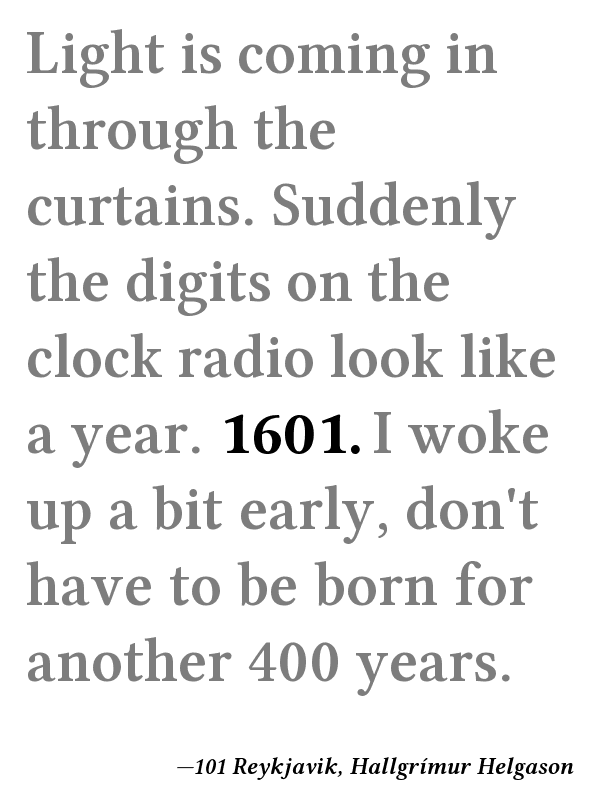 Light is coming in
through the
curtains. Suddenly
the digits on the
clock radio look like
a year. 1601. I woke
up a bit early, don't
have to be born for
another 400 years.
—101 Reykjavik, Hallgrímur Helgason